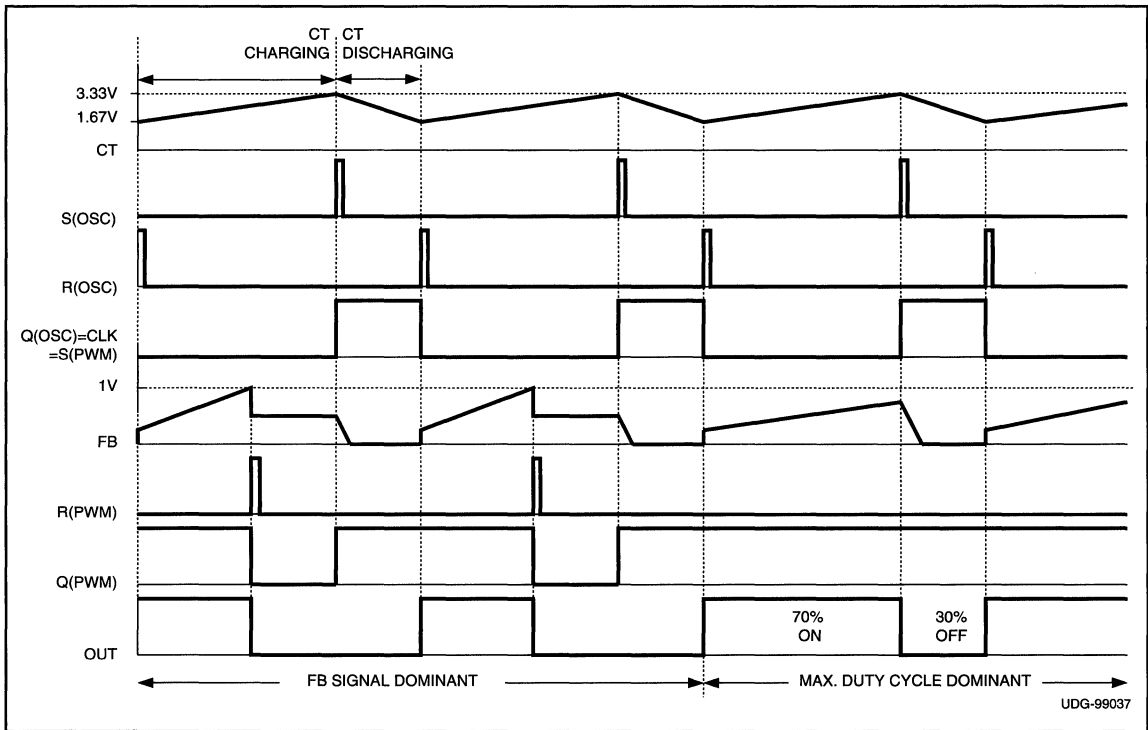 CT CT
CHARGING DISCHARGING
3.33V
1.67V
CT
S(OSC)
R(OSC)
Q(OSC)=CLK
=S(PWM)
1V
FB
R(PWM)
Q(PWM)
70%
ON
30%
OFF
OUT
FB SIGNAL DOMINANT
MAX. DUTY CYCLE DOMINANT
UDG-99037